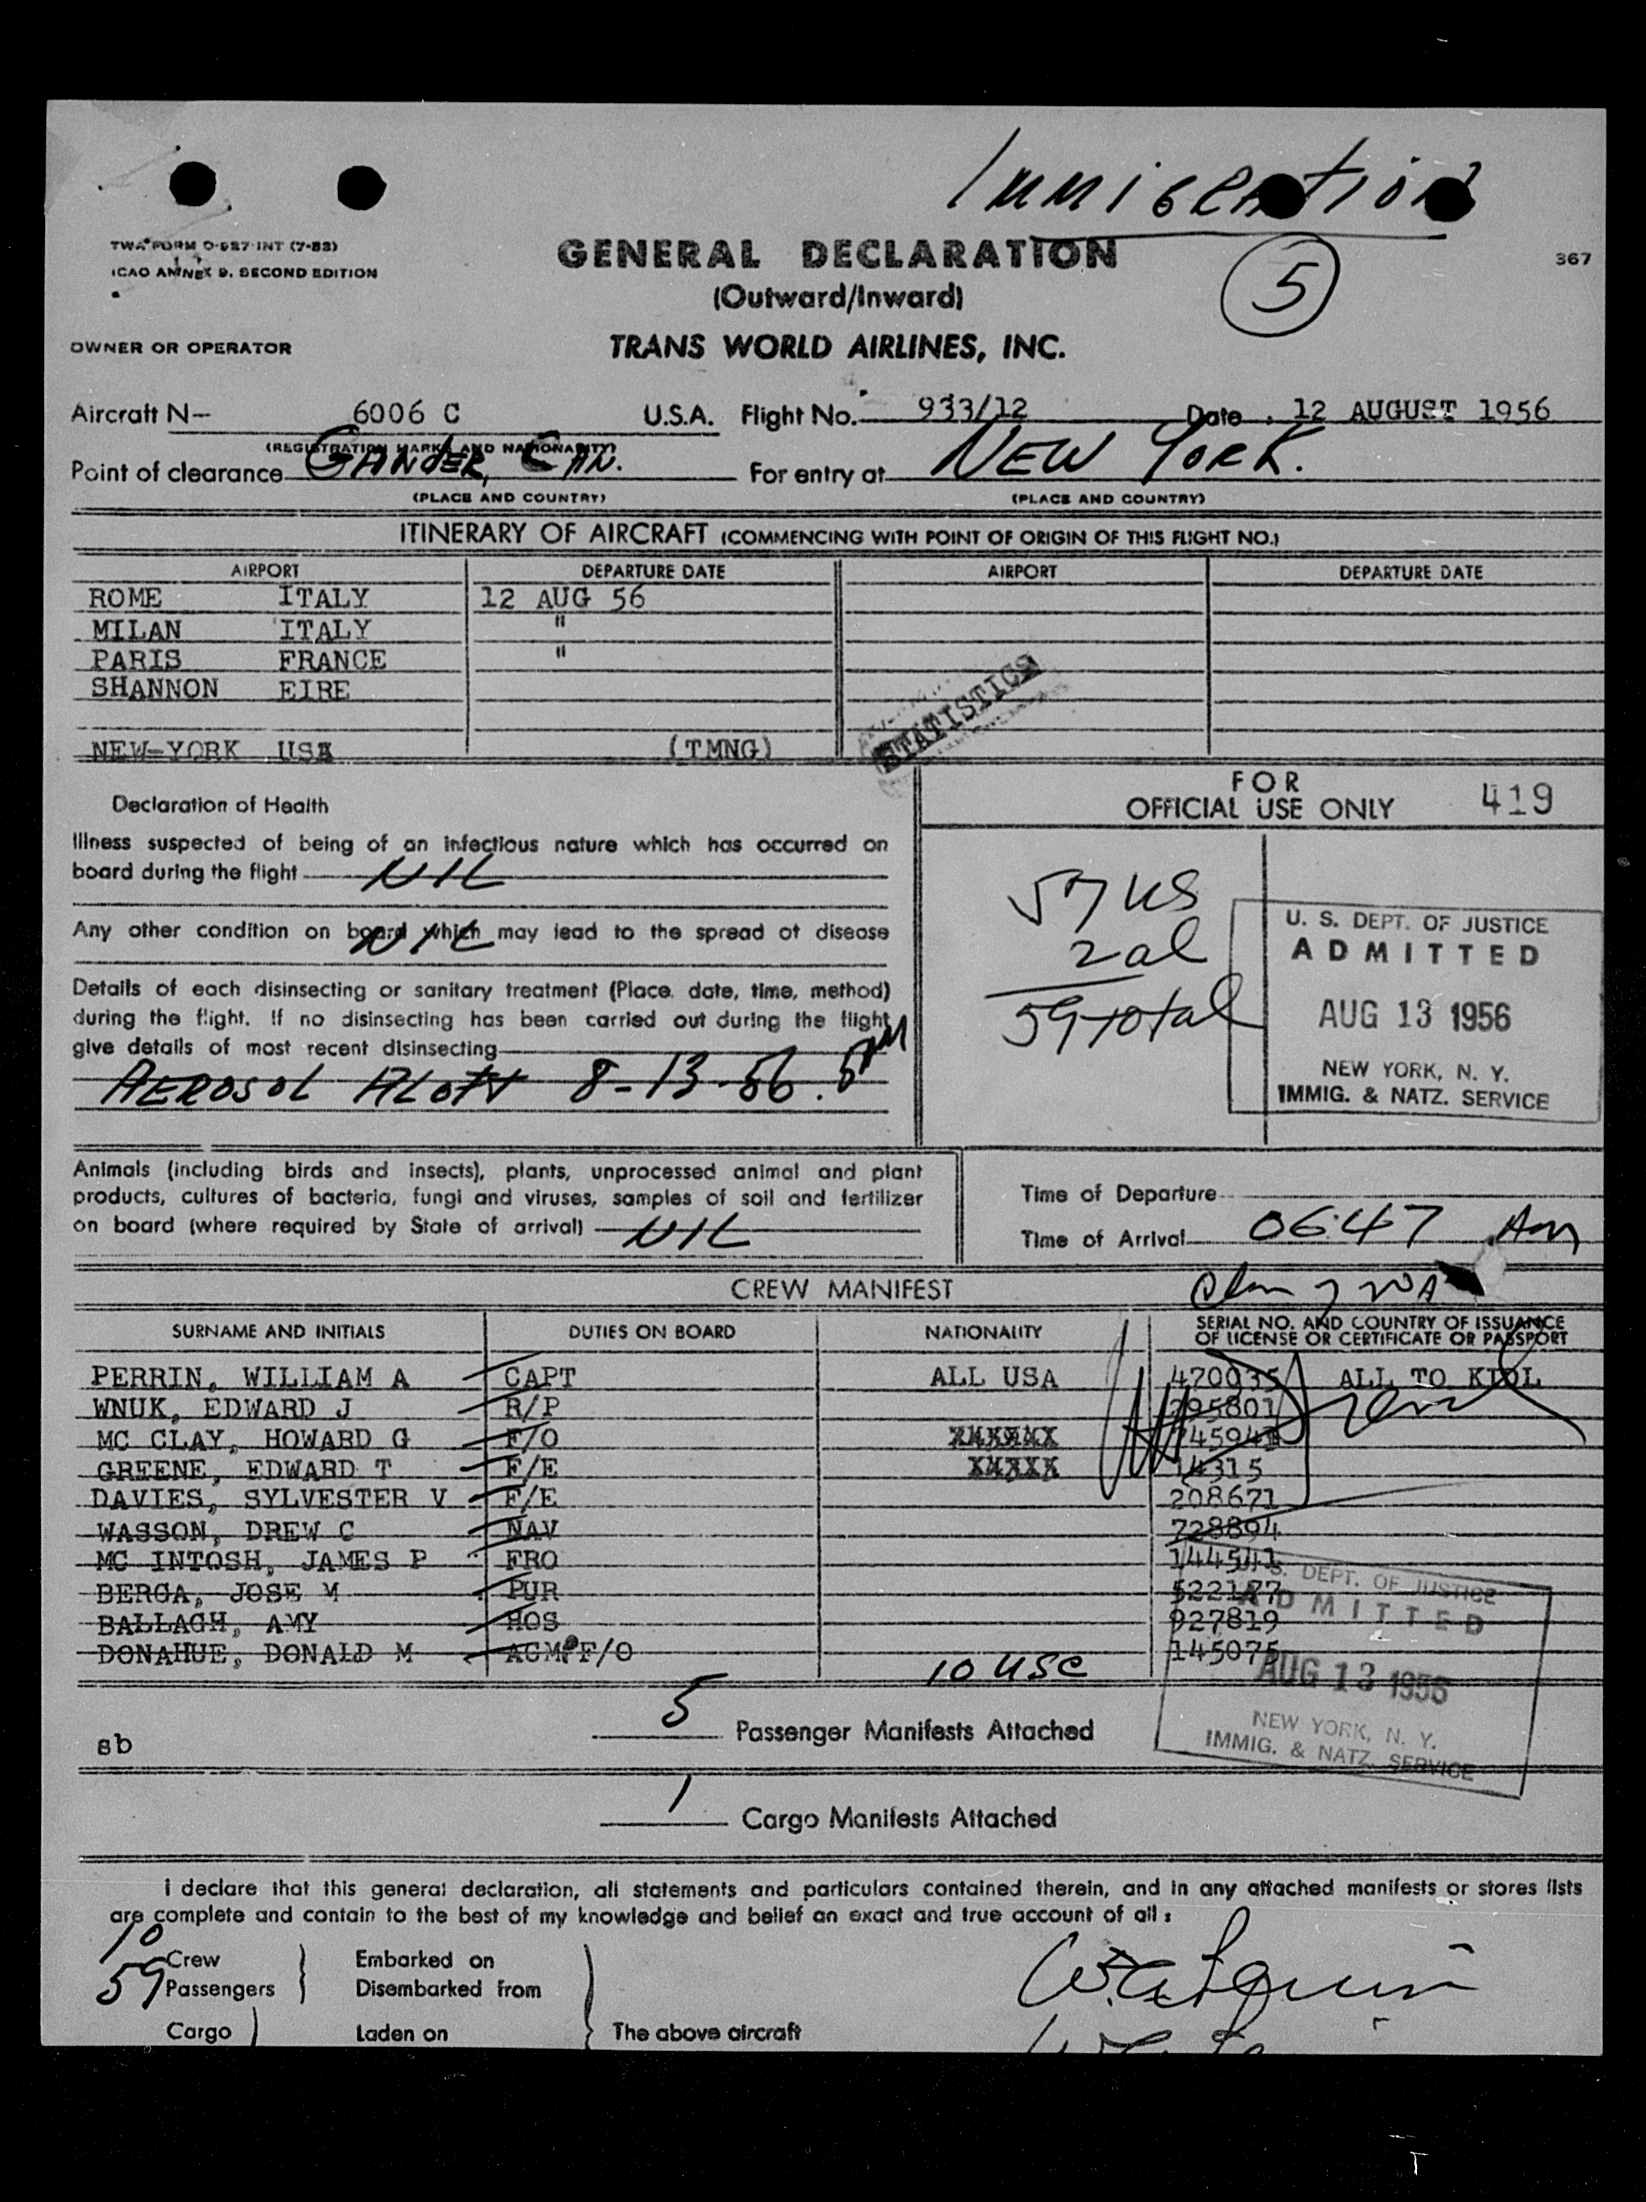 Immigration
TWA FORM O-927 INT (7-53)
ICAO ANNEX 9. SECOND EDITION
GENERAL DECLARATION
(Outward/Inward)
5
367
OWNER OR OPERATOR
TRANS WORLD AIRLINES, INC.
Aircraft N- 6006 C U.S.A. Flight No. 933/12 Date 12 AUGUST 1956
(REGISTRATION MARKS AND NATIONALITY)
Point of clearance GANDER, CAN. For entry at NEW YORK.
(PLACE AND COUNTRY) (PLACE AND COUNTRY)
ITINERARY OF AIRCRAFT (COMMENCING WITH POINT OF ORIGIN OF THIS FLIGHT NO.)
AIRPORT DEPARTURE DATE AIRPORT DEPARTURE DATE
ROME ITALY 12 AUG 56
MILAN ITALY "
PARIS FRANCE "
SHANNON EIRE
STATISTICS
NEW-YORK USA (TMNG)
Declaration of Health
FOR
OFFICIAL USE ONLY 419
Illness suspected of being of an infectious nature which has occurred on
board during the flight NIL
Any other condition on board which may lead to the spread of disease
NIL
Details of each disinsecting or sanitary treatment (Place, date, time, method)
during the flight. If no disinsecting has been carried out during the flight
give details of most recent disinsecting
AEROSOL 8-13-56.
57 US
2 al
59 total
U. S. DEPT. OF JUSTICE
ADMITTED
AUG 13 1956
NEW YORK, N. Y.
IMMIG. & NATZ. SERVICE
Animals (including birds and insects), plants, unprocessed animal and plant
products, cultures of bacteria, fungi and viruses, samples of soil and fertilizer
on board (where required by State of arrival) NIL
Time of Departure
Time of Arrival 0647 AM
CREW MANIFEST
SURNAME AND INITIALS DUTIES ON BOARD NATIONALITY SERIAL NO. AND COUNTRY OF ISSUANCE
OF LICENSE OR CERTIFICATE OR PASSPORT
PERRIN, WILLIAM A CAPT ALL USA 470035 ALL TO KIDL
WNUK, EDWARD J R/P 295801
MC CLAY, HOWARD G F/O XXXXXX
GREENE, EDWARD T F/E XXXXX 14315
DAVIES, SYLVESTER V F/E 208671
WASSON, DREW C NAV 728894
MC INTOSH, JAMES P FRO 144541
BERGA, JOSE M PUR 522177
BALLAGH, AMY HOS 927819
DONAHUE, DONALD M ACM F/O 145075
10 USC
U.S. DEPT. OF JUSTICE
ADMITTED
AUG 13 1956
NEW YORK, N. Y.
IMMIG. & NATZ. SERVICE
5 Passenger Manifests Attached
sb
1 Cargo Manifests Attached
I declare that this general declaration, all statements and particulars contained therein, and in any attached manifests or stores lists
are complete and contain to the best of my knowledge and belief an exact and true account of all:
10 Crew Embarked on
59 Passengers Disembarked from
Cargo Laden on The above aircraft